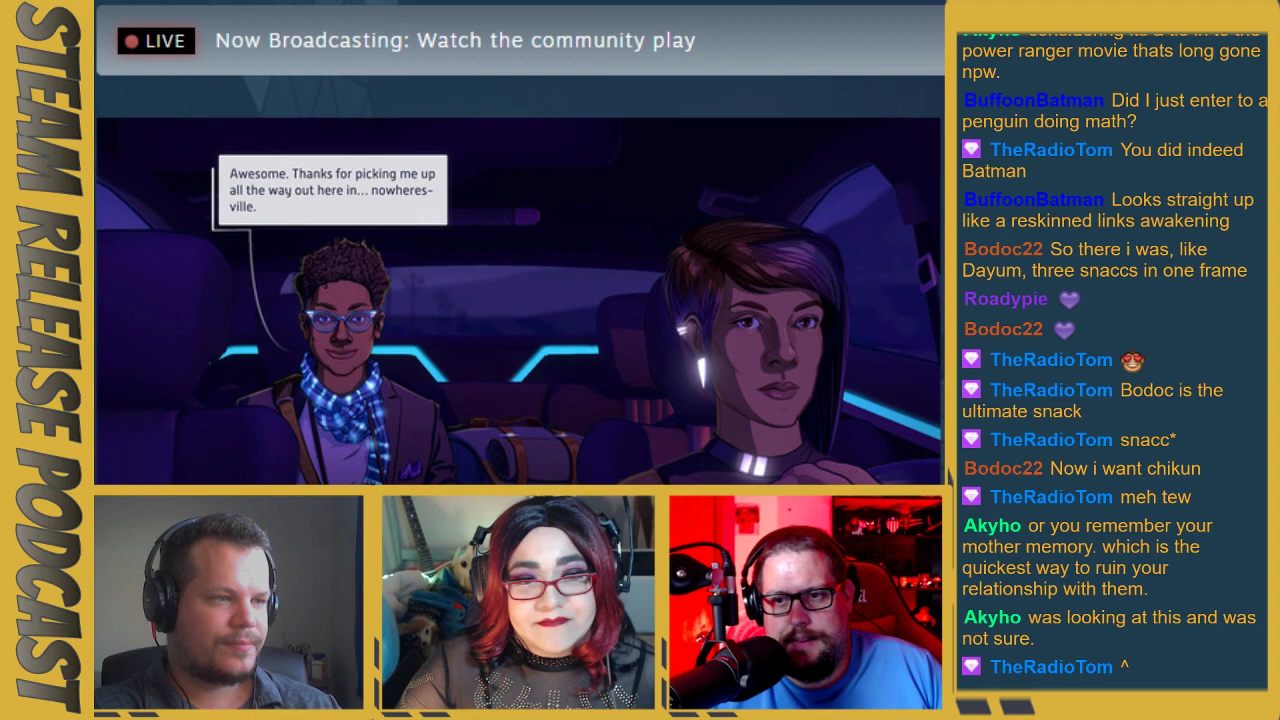 STEAM RELEASE PODCAST
LIVE
Now Broadcasting: Watch the community play
Awesome. Thanks for picking me up
all the way out here in... nowheres-
ville.
power ranger movie thats long gone
npw.
BuffoonBatman Did I just enter to a
penguin doing math?
TheRadioTom You did indeed
Batman
BuffoonBatman Looks straight up
like a reskinned links awakening
Bodoc22 So there i was, like
Dayum, three snaccs in one frame
Roadypie
Bodoc22
TheRadioTom
TheRadioTom Bodoc is the
ultimate snack
TheRadioTom snacc*
Bodoc22 Now i want chikun
TheRadioTom meh tew
Akyho or you remember your
mother memory. which is the
quickest way to ruin your
relationship with them.
Akyho was looking at this and was
not sure.
TheRadioTom ^